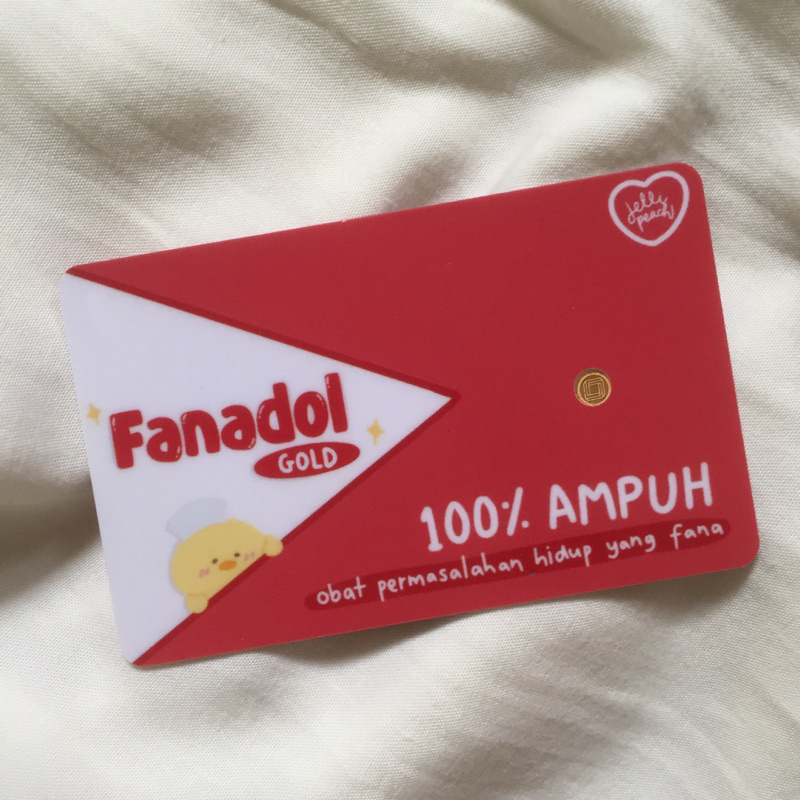 jelly
peach
Fanadol
GOLD
100% AMPUH
obat permasalahan hidup yang fana